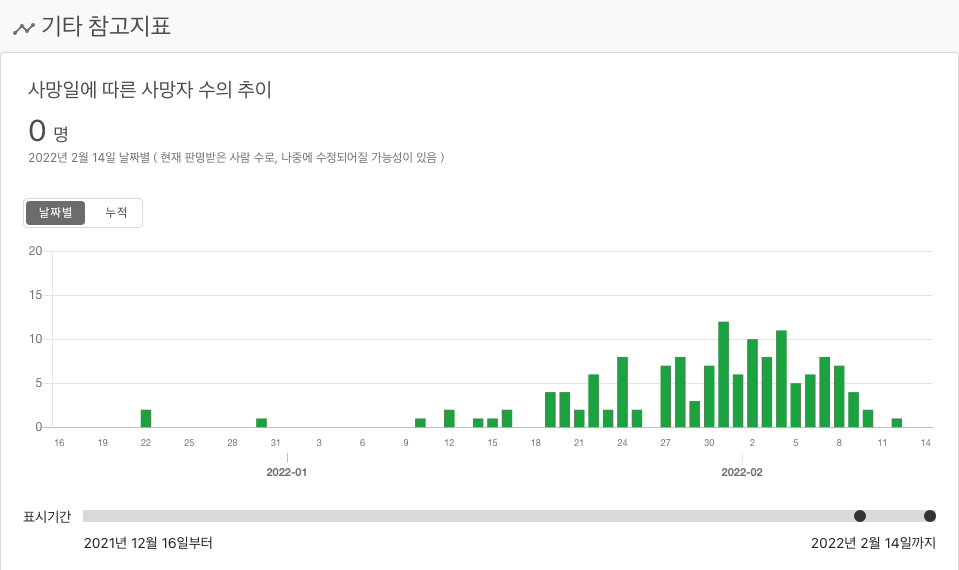 기타 참고지표
사망일에 따른 사망자 수의 추이
0 명
2022년 2월 14일 날짜별 ( 현재 판명받은 사람 수로, 나중에 수정되어질 가능성이 있음 )
날짜별 누적
20
15
10
5
0
16 19 22 25 28 31 3 6 9 12 15 18 21 24 27 30 2 5 8 11 14
2022-01 2022-02
표시기간
2021년 12월 16일부터 2022년 2월 14일까지